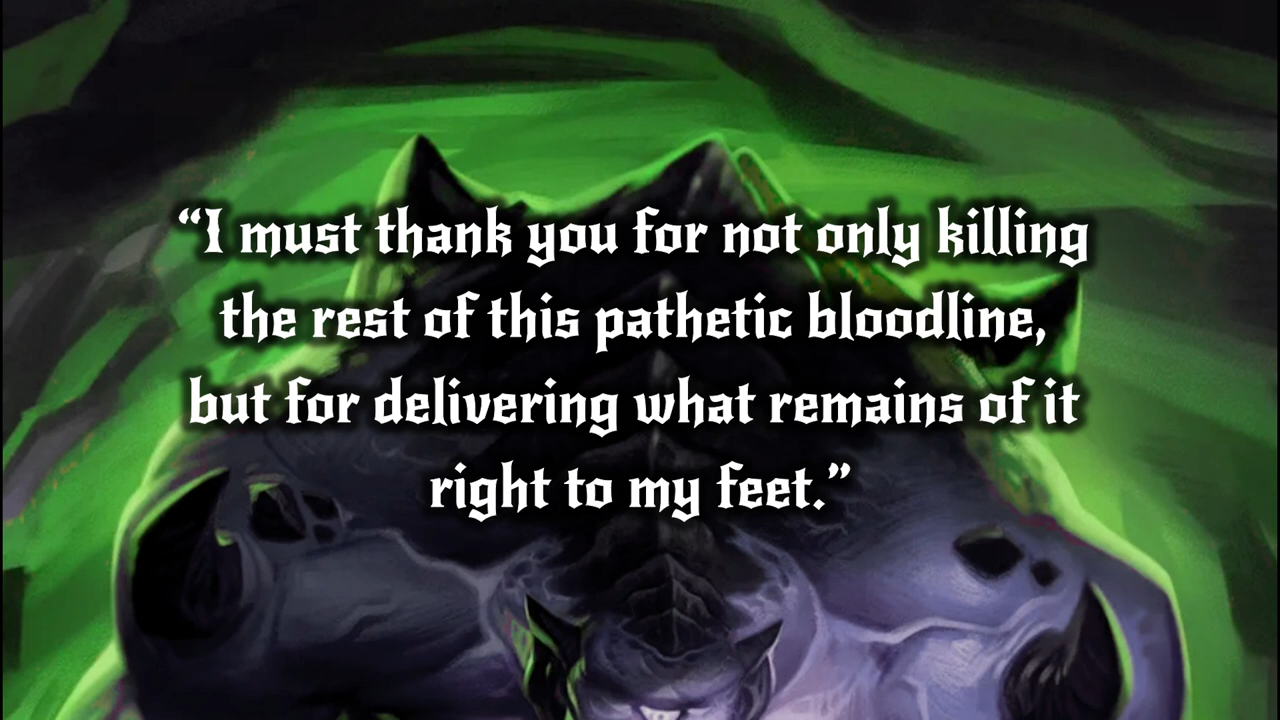 “I must thank you for not only killing
the rest of this pathetic bloodline,
but for delivering what remains of it
right to my feet.”